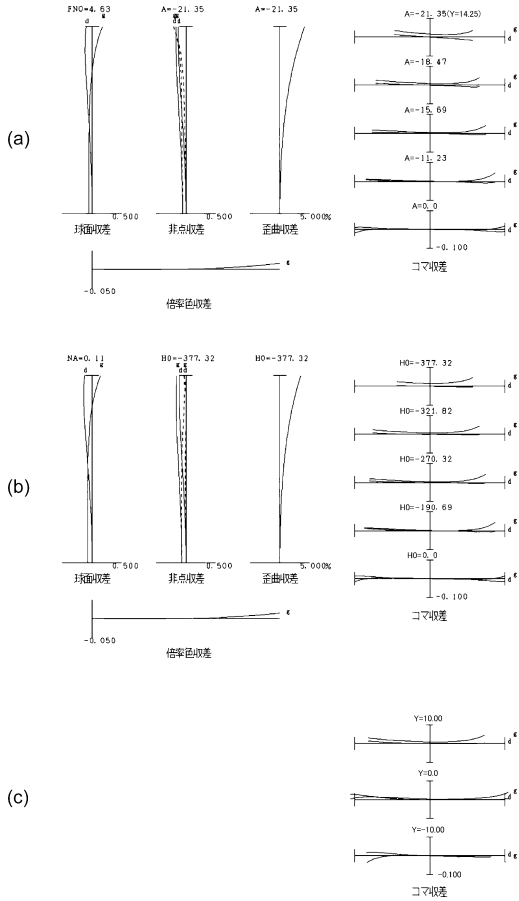 (a)
FNO=4.63
d
g
0.500
球面収差
A=-21.35
g
d d
0.500
非点収差
A=-21.35
5.000%
歪曲収差
g
-0.050
倍率色収差
A=-21.35(Y=14.25)
g
d
A=-18.47
g
d
A=-15.69
g
d
A=-11.23
g
d
A=0.0
g
d
-0.100
コマ収差
(b)
NA=0.11
d
g
0.500
球面収差
H0=-377.32
g g
d d
0.500
非点収差
H0=-377.32
5.000%
歪曲収差
g
-0.050
倍率色収差
H0=-377.32
g
d
H0=-321.82
g
d
H0=-270.32
g
d
H0=-190.69
g
d
H0=0.0
g
d
-0.100
コマ収差
(c)
Y=10.00
g
d
Y=0.0
g
d
Y=-10.00
d g
-0.100
コマ収差